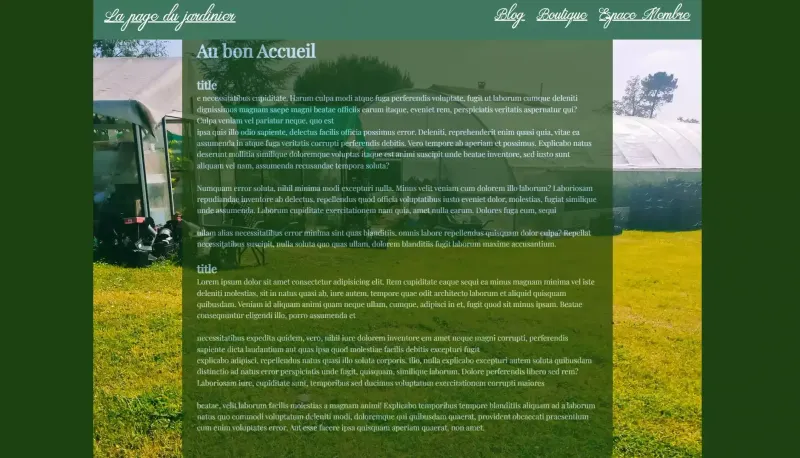 La page du jardinier
Blog Boutique Espace Membre
Au bon Accueil
title
e necessitatibus cupiditate. Harum culpa modi atque fuga perferendis voluptate, fugit ut laborum cumque deleniti
dignissimos magnam saepe magni beatae officiis earum itaque, eveniet rem, perspiciatis veritatis aspernatur qui?
Culpa veniam vel pariatur neque, quo est
ipsa quis illo odio sapiente, delectus facilis officia possimus error. Deleniti, reprehenderit enim quasi quia, vitae ea
assumenda in atque fuga veritatis corrupti perferendis debitis. Vero tempore ab aperiam et possimus. Explicabo natus
deserunt mollitia similique doloremque voluptas itaque est animi suscipit unde beatae inventore, sed iusto sunt
aliquam vel nam, assumenda recusandae tempora soluta?
Numquam error soluta, nihil minima modi excepturi nulla. Minus velit veniam cum dolorem illo laborum? Laboriosam
repudiandae inventore ab delectus, repellendus quod officia voluptatibus iusto eveniet dolor, molestias, fugiat similique
unde assumenda. Laborum cupiditate exercitationem nam quia, amet nulla earum. Dolores fuga eum, sequi
ullam alias necessitatibus error minima sint quas blanditiis, omnis labore repellendus quisquam dolor culpa? Repellat
necessitatibus suscipit, nulla soluta quo quas ullam, dolorem blanditiis fugit laborum maxime accusantium.
title
Lorem ipsum dolor sit amet consectetur adipisicing elit. Rem cupiditate eaque sequi ea minus magnam minima vel iste
deleniti molestias, sit in natus quasi ab, iure autem, tempore quae odit architecto laborum et aliquid quisquam
quibusdam. Veniam id aliquam animi quam neque ullam, cumque, adipisci in et, fugit quod sit minus ipsum. Beatae
consequuntur eligendi illo, porro assumenda et
necessitatibus expedita quidem, vero, nihil iure dolorem inventore em amet neque magni corrupti, perferendis
sapiente dicta laudantium aut quas ipsa quod molestiae facilis debitis excepturi fugit
explicabo adipisci, repellendus natus quasi illo soluta corporis, illo, nulla explicabo excepturi autem soluta quibusdam
distinctio ad natus error perspiciatis unde fugit, quisquam, similique laborum. Dolore perferendis libero sed rem?
Laboriosam iure, cupiditate sunt, temporibus sed ducimus voluptatum exercitationem corrupti maiores
beatae, velit laborum facilis molestias a magnam animi! Explicabo temporibus tempore blanditiis aliquam ad a laborum
natus quo commodi voluptatum deleniti modi, doloremque qui quibusdam quaerat, provident obcaecati praesentium
cum enim voluptates error. Aut esse facere ipsa quisquam aperiam quaerat, non amet.